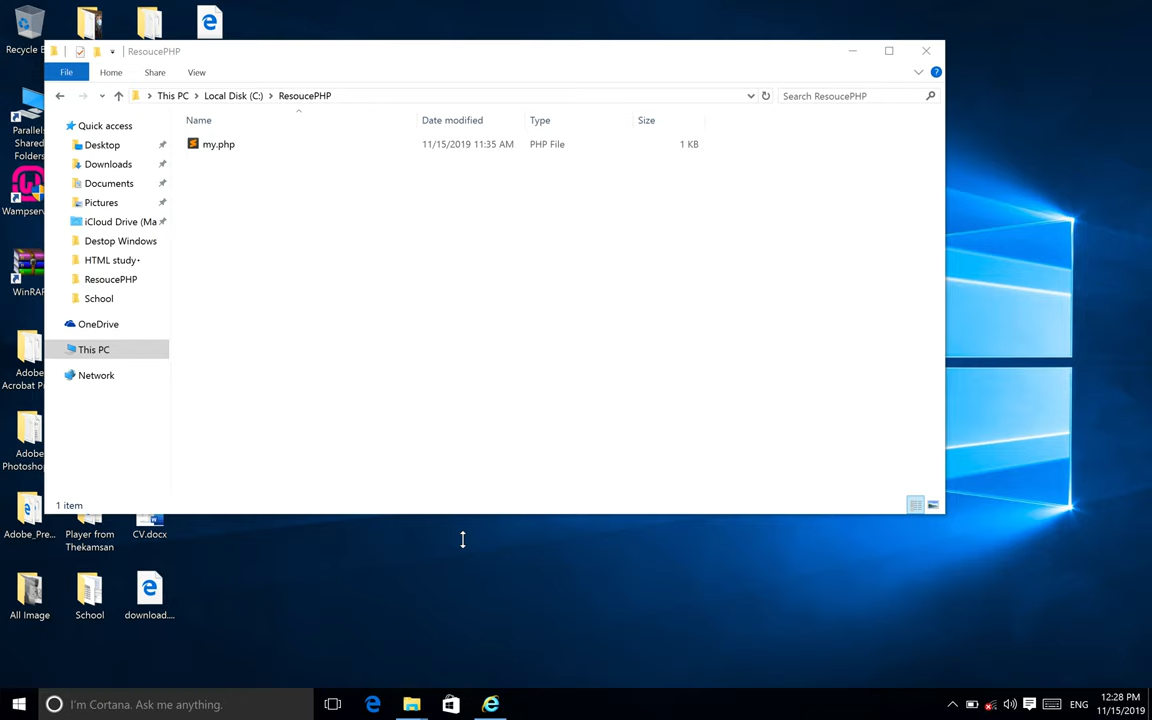 Recycle B
ResoucePHP
File Home Share View
This PC Local Disk (C:) ResoucePHP
Search ResoucePHP
Name Date modified Type Size
my.php 11/15/2019 11:35 AM PHP File 1 KB
Quick access
Desktop
Downloads
Documents
Pictures
iCloud Drive (Ma
Destop Windows
HTML study
ResoucePHP
School
OneDrive
This PC
Network
1 item
Parallels
Shared
Folders
Wampserv
WinRAR
Adobe
Acrobat Pr
Adobe
Photoshop
Adobe_Pre...
Player from
Thekamsan
CV.docx
All Image
School
download....
I'm Cortana. Ask me anything.
ENG
12:28 PM
11/15/2019